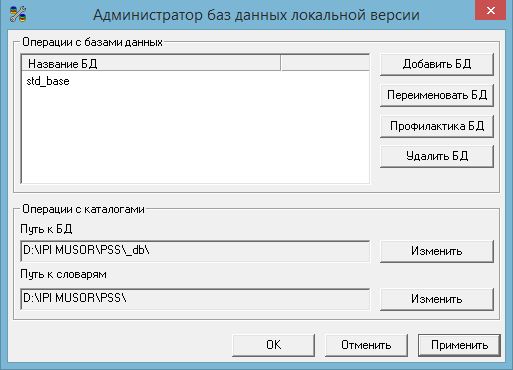 Администратор баз данных локальной версии
Операции с базами данных
Название БД
std_base
Добавить БД
Переименовать БД
Профилактика БД
Удалить БД
Операции с каталогами
Путь к БД
D:\IPI MUSOR\PSS\_db\
Изменить
Путь к словарям
D:\IPI MUSOR\PSS\
Изменить
OK
Отменить
Применить